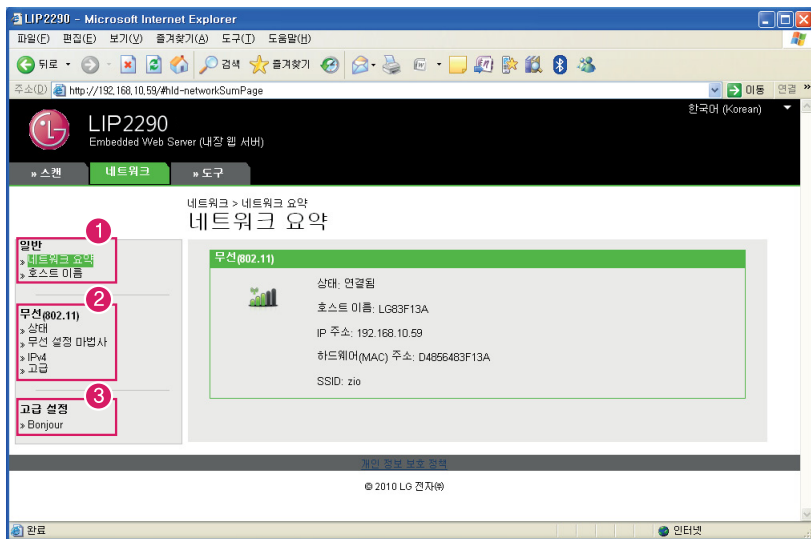 LIP2290 - Microsoft Internet Explorer
파일(F) 편집(E) 보기(V) 즐겨찾기(A) 도구(T) 도움말(H)
뒤로 검색 즐겨찾기
주소(D) http://192,168,10,59/#hId-networkSumPage 이동 연결 »
한국어 (Korean)
LG
LIP2290
Embedded Web Server (내장 웹 서버)
» 스캔 네트워크 » 도구
네트워크 > 네트워크 요약
네트워크 요약
1
일반
» 네트워크 요약
» 호스트 이름
2
무선(802.11)
» 상태
» 무선 설정 마법사
» IPv4
» 고급
3
고급 설정
» Bonjour
무선(802.11)
상태: 연결됨
호스트 이름: LG83F13A
IP 주소: 192.168.10.59
하드웨어(MAC) 주소: D4856483F13A
SSID: zio
개인 정보 보호 정책
© 2010 LG 전자㈜
완료 인터넷